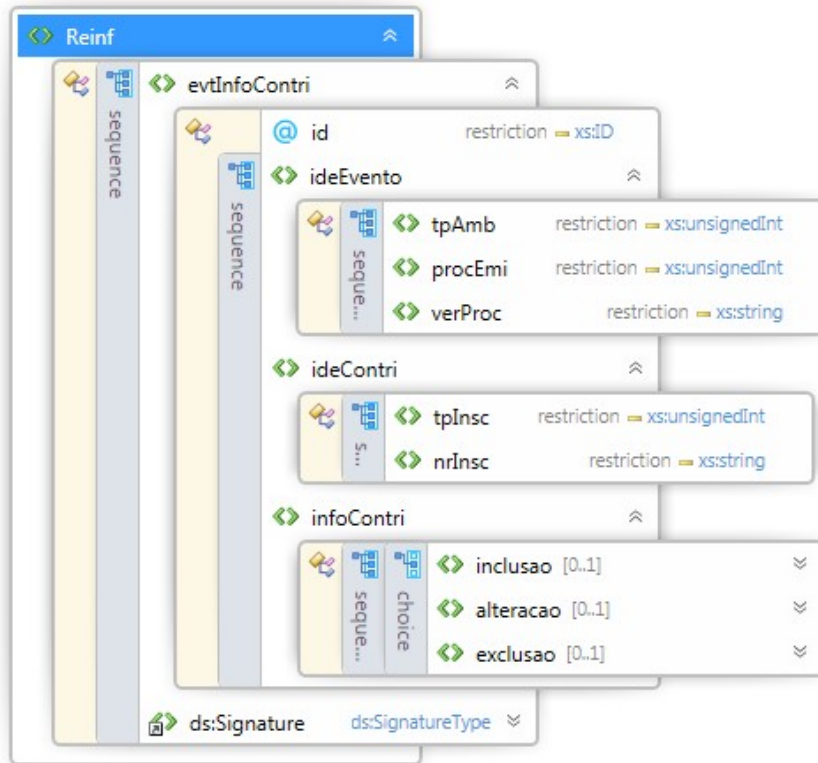 Reinf
evtInfoContri
sequence
@ id restriction xs:ID
sequence
ideEvento
seque...
tpAmb restriction xs:unsignedInt
procEmi restriction xs:unsignedInt
verProc restriction xs:string
ideContri
s...
tpInsc restriction xs:unsignedInt
nrInsc restriction xs:string
infoContri
seque...
choice
inclusao [0..1]
alteracao [0..1]
exclusao [0..1]
ds:Signature ds:SignatureType